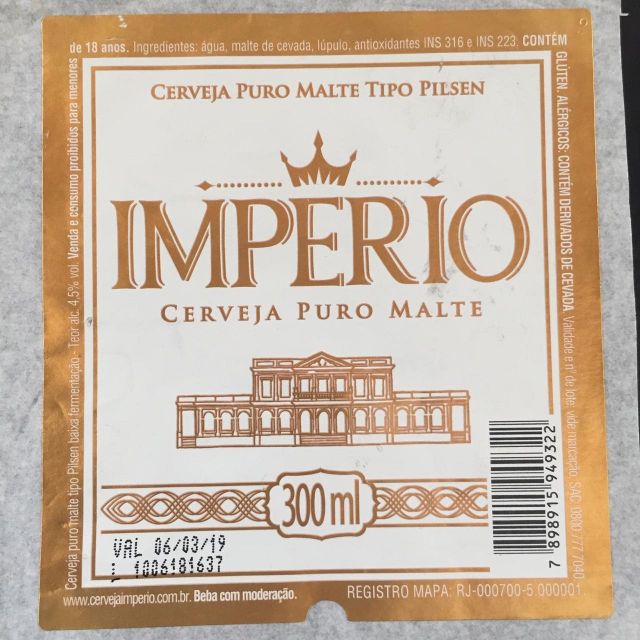 Cerveja puro malte tipo Pilsen baixa fermentação - Teor alc. 4,5% vol. Venda e consumo proibidos para menores
de 18 anos. Ingredientes: água, malte de cevada, lúpulo, antioxidantes INS 316 e INS 223. CONTÉM
GLÚTEN. ALÉRGICOS: CONTÉM DERIVADOS DE CEVADA. Validade e nº de lote: vide marcação. SAC 0800 777 7040
CERVEJA PURO MALTE TIPO PILSEN
IMPÉRIO
CERVEJA PURO MALTE
300 ml
VAL 06/03/19
L 1006181637
7 898915 949322
www.cervejaimperio.com.br. Beba com moderação.
REGISTRO MAPA: RJ-000700-5.000001.